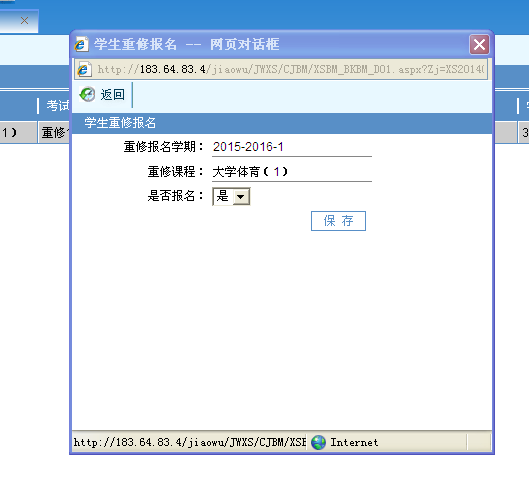 学生重修报名 -- 网页对话框
http://183.64.83.4/jiaowu/JWXS/CJBM/XSBM_BKBM_DO1.aspx?Zj=XS20140
返回
考试
学生重修报名
1)
重修
3
重修报名学期： 2015-2016-1
重修课程： 大学体育(1)
是否报名： 是
保 存
http://183.64.83.4/jiaowu/JWXS/CJBM/XSB
Internet